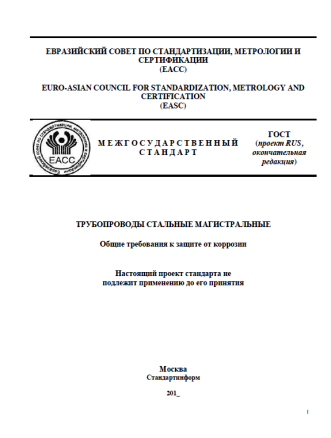 ЕВРАЗИЙСКИЙ СОВЕТ ПО СТАНДАРТИЗАЦИИ, МЕТРОЛОГИИ И
СЕРТИФИКАЦИИ
(ЕАСС)
EURO-ASIAN COUNCIL FOR STANDARDIZATION, METROLOGY AND
CERTIFICATION
(EASC)
ЕАСС
МЕЖГОСУДАРСТВЕННЫЙ
СТАНДАРТ
ГОСТ
(проект RUS,
окончательная
редакция)
ТРУБОПРОВОДЫ СТАЛЬНЫЕ МАГИСТРАЛЬНЫЕ
Общие требования к защите от коррозии
Настоящий проект стандарта не
подлежит применению до его принятия
Москва
Стандартинформ
201_
1